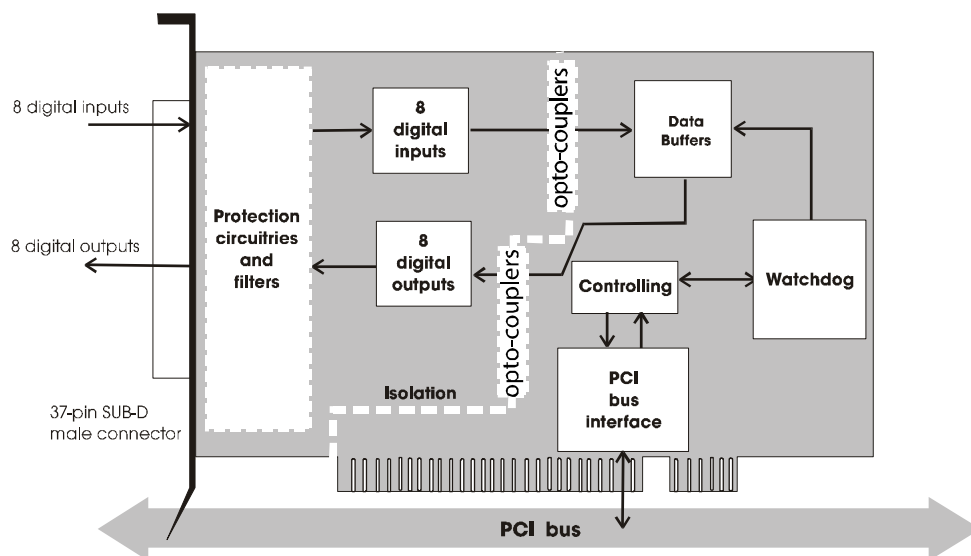 8 digital inputs
8 digital outputs
37-pin SUB-D
male connector
Protection
circuitries
and
filters
8
digital
inputs
8
digital
outputs
opto-couplers
opto-couplers
Isolation
Data
Buffers
Controlling
Watchdog
PCI
bus
interface
PCI bus